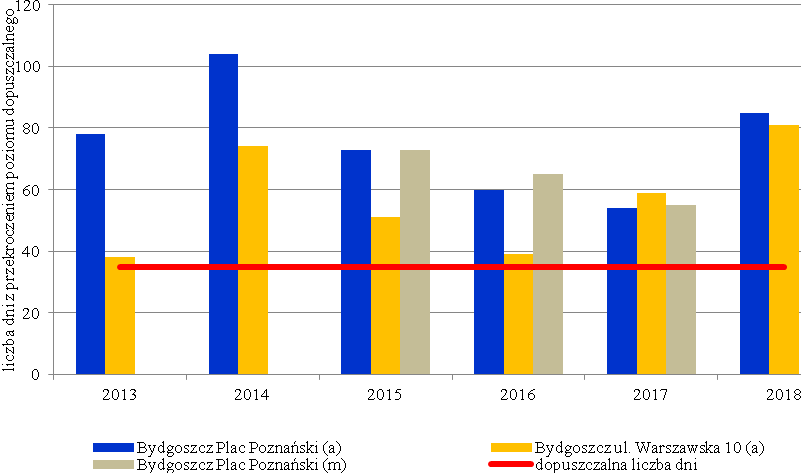 liczba dni z przekroczeniem poziomu dopuszczalnego
120
100
80
60
40
20
0
2013 2014 2015 2016 2017 2018
Bydgoszcz Plac Poznański (a) Bydgoszcz ul. Warszawska 10 (a)
Bydgoszcz Plac Poznański (m) dopuszczalna liczba dni